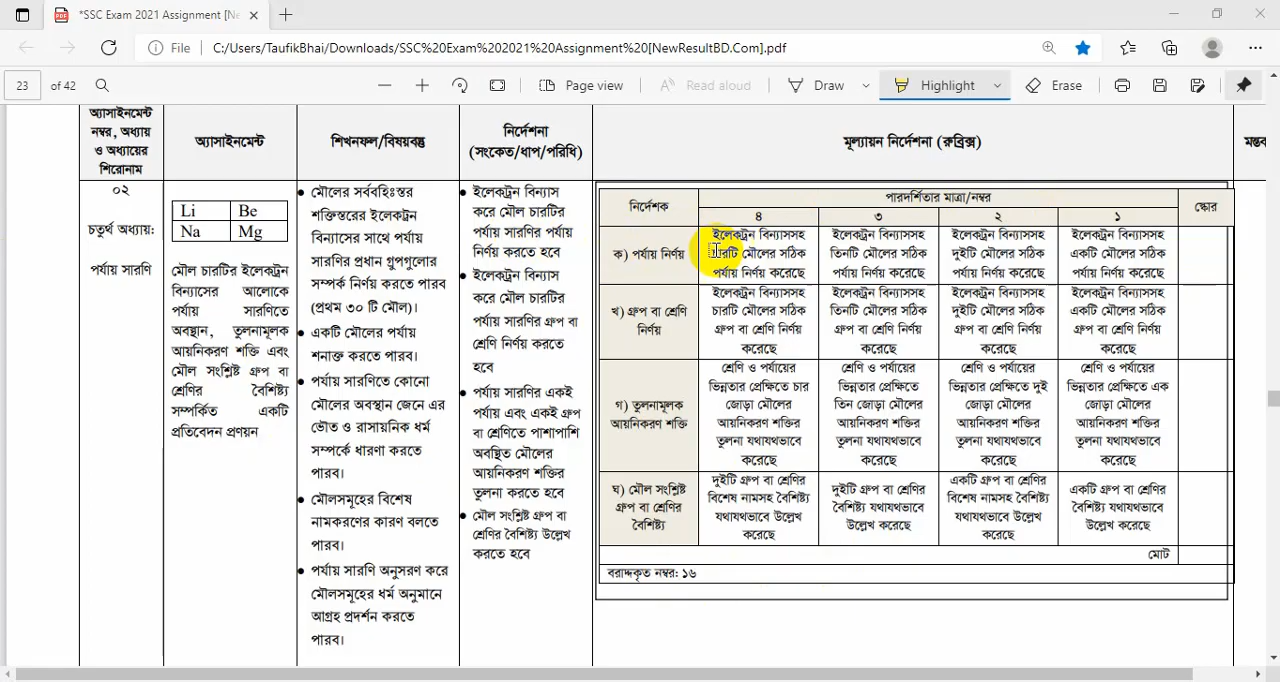 *SSC Exam 2021 Assignment [Ne
File
C:/Users/TaufikBhai/Downloads/SSC%20Exam%202021%20Assignment%20[NewResultBD.Com].pdf
23 of 42
Page view
Read aloud
Draw
Highlight
Erase
অ্যাসাইনমেন্ট
নম্বর, অধ্যায়
ও অধ্যায়ের
শিরোনাম
অ্যাসাইনমেন্ট
শিখনফল/বিষয়বস্তু
নির্দেশনা
(সংকেত/ধাপ/পরিধি)
মূল্যায়ন নির্দেশনা (রুব্রিক্স)
মন্তব
০২
চতুর্থ অধ্যায়:
পর্যায় সারণি
Li Be
Na Mg
মৌল চারটির ইলেকট্রন
বিন্যাসের আলোকে
পর্যায় সারণিতে
অবস্থান, তুলনামূলক
আয়নিকরণ শক্তি এবং
মৌল সংশ্লিষ্ট গ্রুপ বা
শ্রেণির বৈশিষ্ট্য
সম্পর্কিত একটি
প্রতিবেদন প্রণয়ন
• মৌলের সর্ববহিঃস্তর
শক্তিস্তরের ইলেকট্রন
বিন্যাসের সাথে পর্যায়
সারণির প্রধান গ্রুপগুলোর
সম্পর্ক নির্ণয় করতে পারব
(প্রথম ৩০ টি মৌল)।
• একটি মৌলের পর্যায়
শনাক্ত করতে পারব।
• পর্যায় সারণিতে কোনো
মৌলের অবস্থান জেনে এর
ভৌত ও রাসায়নিক ধর্ম
সম্পর্কে ধারণা করতে
পারব।
• মৌলসমূহের বিশেষ
নামকরণের কারণ বলতে
পারব।
• পর্যায় সারণি অনুসরণ করে
মৌলসমূহের ধর্ম অনুমানে
আগ্রহ প্রদর্শন করতে
পারব।
• ইলেকট্রন বিন্যাস
করে মৌল চারটির
পর্যায় সারণির পর্যায়
নির্ণয় করতে হবে
• ইলেকট্রন বিন্যাস
করে মৌল চারটির
পর্যায় সারণির গ্রুপ বা
শ্রেণি নির্ণয় করতে
হবে
• পর্যায় সারণির একই
পর্যায় এবং একই গ্রুপ
বা শ্রেণিতে পাশাপাশি
অবস্থিত মৌলের
আয়নিকরণ শক্তির
তুলনা করতে হবে
• মৌল সংশ্লিষ্ট গ্রুপ বা
শ্রেণির বৈশিষ্ট্য উল্লেখ
করতে হবে
নির্দেশক
পারদর্শিতার মাত্রা/নম্বর
স্কোর
৪ ৩ ২ ১
ক) পর্যায় নির্ণয়
ইলেকট্রন বিন্যাসসহ
চারটি মৌলের সঠিক
পর্যায় নির্ণয় করেছে
ইলেকট্রন বিন্যাসসহ
তিনটি মৌলের সঠিক
পর্যায় নির্ণয় করেছে
ইলেকট্রন বিন্যাসসহ
দুইটি মৌলের সঠিক
পর্যায় নির্ণয় করেছে
ইলেকট্রন বিন্যাসসহ
একটি মৌলের সঠিক
পর্যায় নির্ণয় করেছে
খ) গ্রুপ বা শ্রেণি
নির্ণয়
ইলেকট্রন বিন্যাসসহ
চারটি মৌলের সঠিক
গ্রুপ বা শ্রেণি নির্ণয়
করেছে
ইলেকট্রন বিন্যাসসহ
তিনটি মৌলের সঠিক
গ্রুপ বা শ্রেণি নির্ণয়
করেছে
ইলেকট্রন বিন্যাসসহ
দুইটি মৌলের সঠিক
গ্রুপ বা শ্রেণি নির্ণয়
করেছে
ইলেকট্রন বিন্যাসসহ
একটি মৌলের সঠিক
গ্রুপ বা শ্রেণি নির্ণয়
করেছে
গ) তুলনামূলক
আয়নিকরণ শক্তি
শ্রেণি ও পর্যায়ের
ভিন্নতার প্রেক্ষিতে চার
জোড়া মৌলের
আয়নিকরণ শক্তির
তুলনা যথাযথভাবে
করেছে
শ্রেণি ও পর্যায়ের
ভিন্নতার প্রেক্ষিতে
তিন জোড়া মৌলের
আয়নিকরণ শক্তির
তুলনা যথাযথভাবে
করেছে
শ্রেণি ও পর্যায়ের
ভিন্নতার প্রেক্ষিতে দুই
জোড়া মৌলের
আয়নিকরণ শক্তির
তুলনা যথাযথভাবে
করেছে
শ্রেণি ও পর্যায়ের
ভিন্নতার প্রেক্ষিতে এক
জোড়া মৌলের
আয়নিকরণ শক্তির
তুলনা যথাযথভাবে
করেছে
ঘ) মৌল সংশ্লিষ্ট
গ্রুপ বা শ্রেণির
বৈশিষ্ট্য
দুইটি গ্রুপ বা শ্রেণির
বিশেষ নামসহ বৈশিষ্ট্য
যথাযথভাবে উল্লেখ
করেছে
দুইটি গ্রুপ বা শ্রেণির
বৈশিষ্ট্য যথাযথভাবে
উল্লেখ করেছে
একটি গ্রুপ বা শ্রেণির
বিশেষ নামসহ বৈশিষ্ট্য
যথাযথভাবে উল্লেখ
করেছে
একটি গ্রুপ বা শ্রেণির
বৈশিষ্ট্য যথাযথভাবে
উল্লেখ করেছে
মোট
বরাদ্দকৃত নম্বর: ১৬